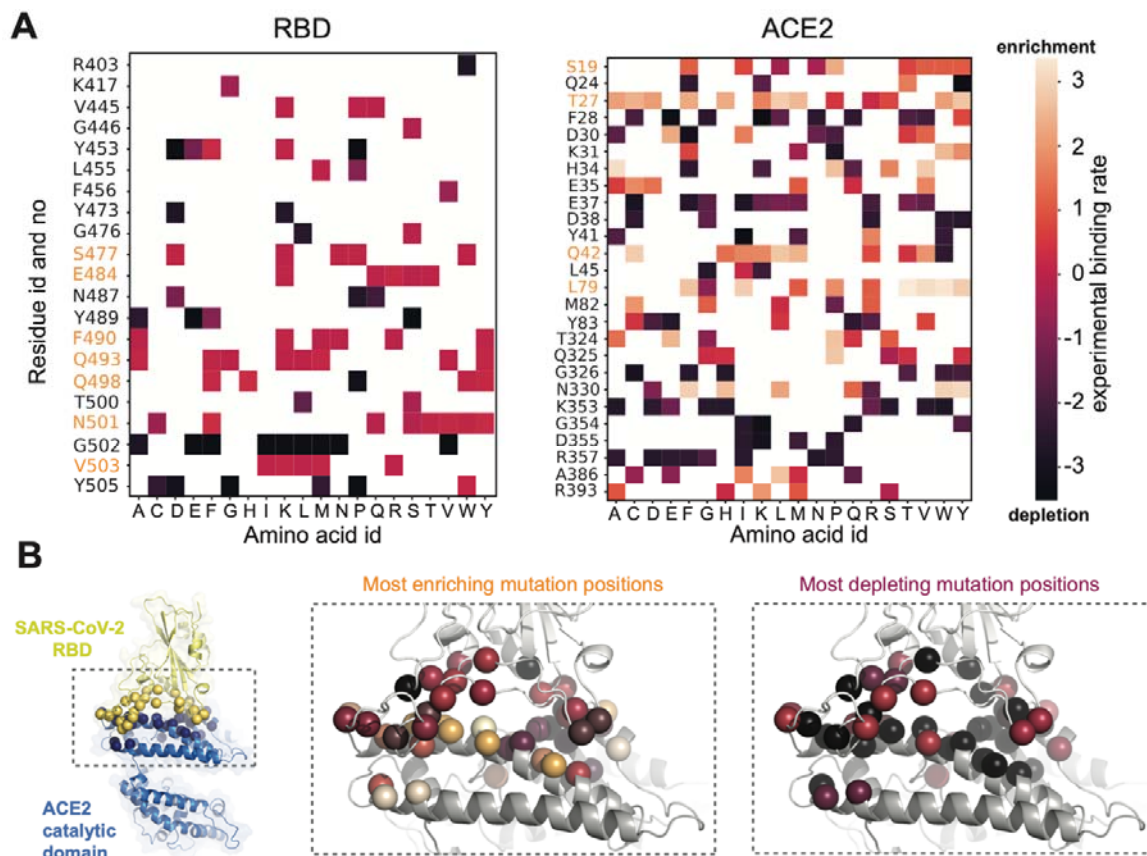 A
RBD
ACE2
Residue id and no
R403
K417
V445
G446
Y453
L455
F456
Y473
G476
S477
E484
N487
Y489
F490
Q493
Q498
T500
N501
G502
V503
Y505
A C D E F G H I K L M N P Q R S T V W Y
Amino acid id
S19
Q24
T27
F28
D30
K31
H34
E35
E37
D38
Y41
Q42
L45
L79
M82
Y83
T324
Q325
G326
N330
K353
G354
D355
R357
A386
R393
A C D E F G H I K L M N P Q R S T V W Y
Amino acid id
enrichment
3
2
1
0
-1
-2
-3
experimental binding rate
depletion
B
SARS-CoV-2
RBD
ACE2
catalytic
domain
Most enriching mutation positions
Most depleting mutation positions